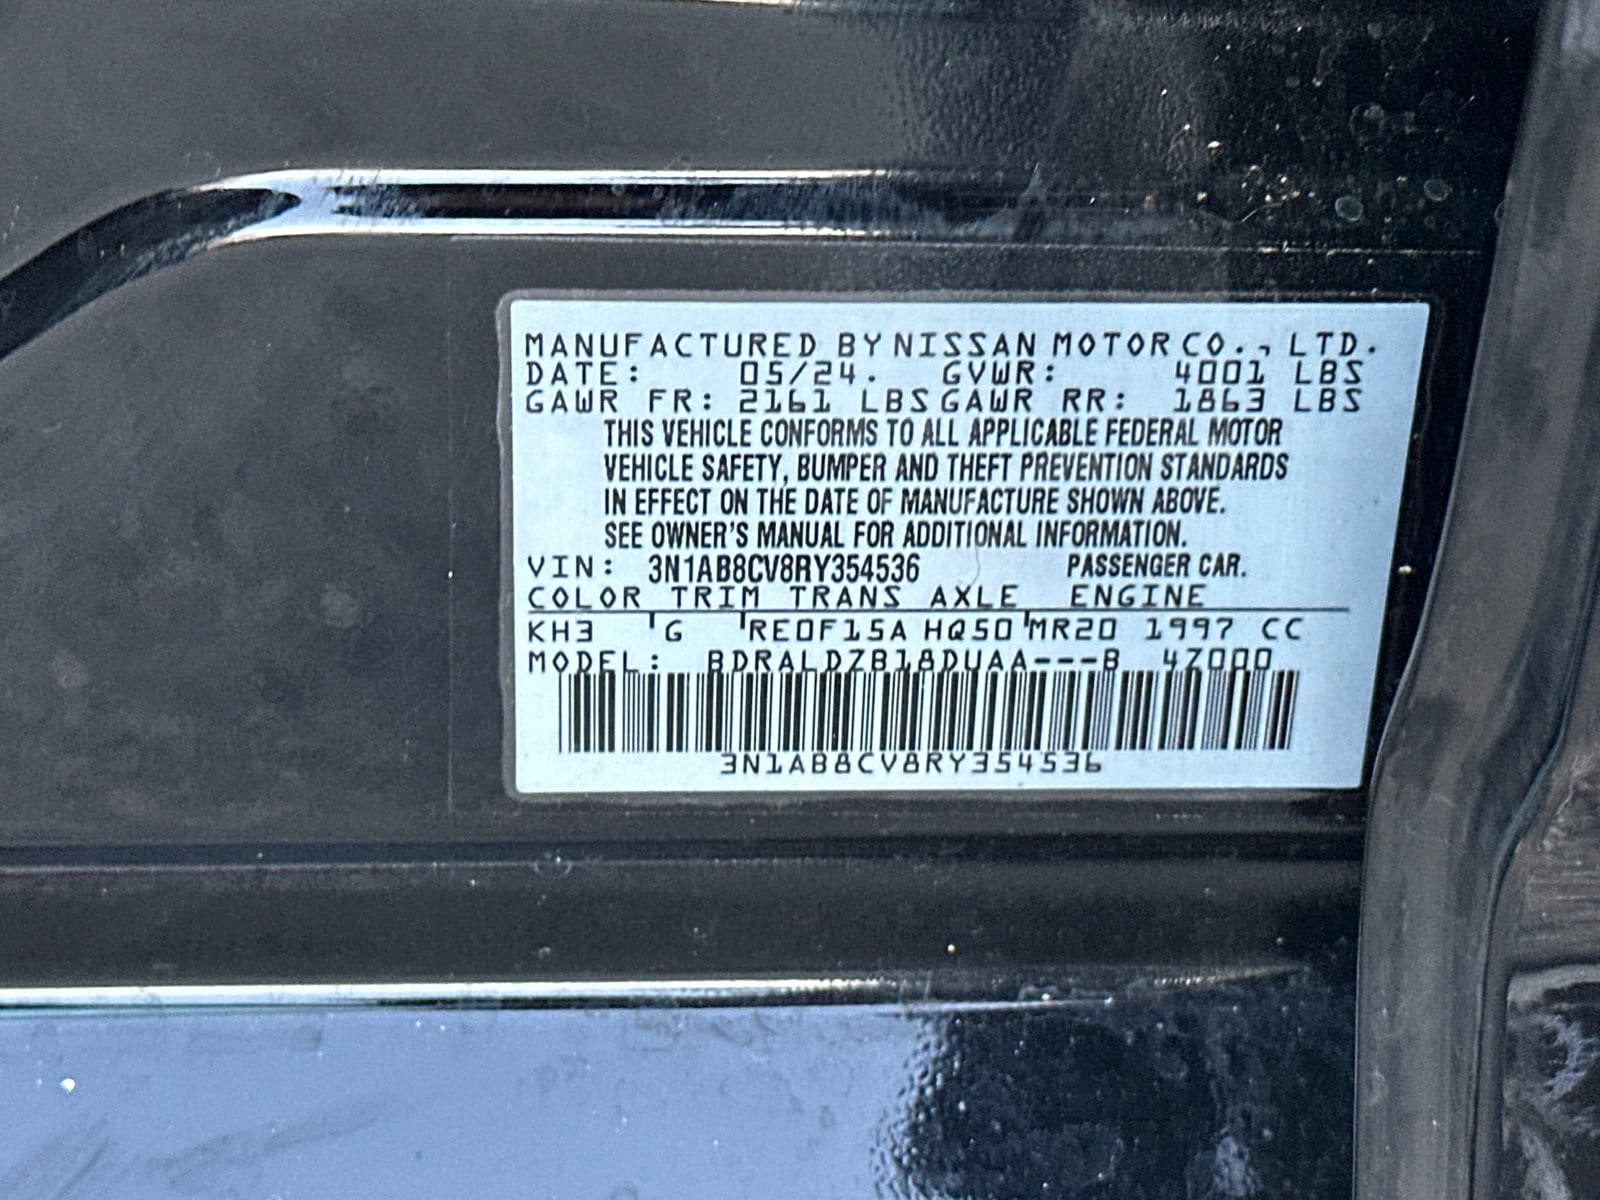 MANUFACTURED BY NISSAN MOTOR CO., LTD.
DATE: 05/24. GVWR: 4001 LBS
GAWR FR: 2161 LBS GAWR RR: 1863 LBS
THIS VEHICLE CONFORMS TO ALL APPLICABLE FEDERAL MOTOR
VEHICLE SAFETY, BUMPER AND THEFT PREVENTION STANDARDS
IN EFFECT ON THE DATE OF MANUFACTURE SHOWN ABOVE.
SEE OWNER'S MANUAL FOR ADDITIONAL INFORMATION.
VIN: 3N1AB8CV8RY354536 PASSENGER CAR.
COLOR TRIM TRANS AXLE ENGINE
KH3 G RE0F15A HQ50 MR20 1997 CC
MODEL: BDRALDZB18DUAA---B 4Z000
3N1AB8CV8RY354536